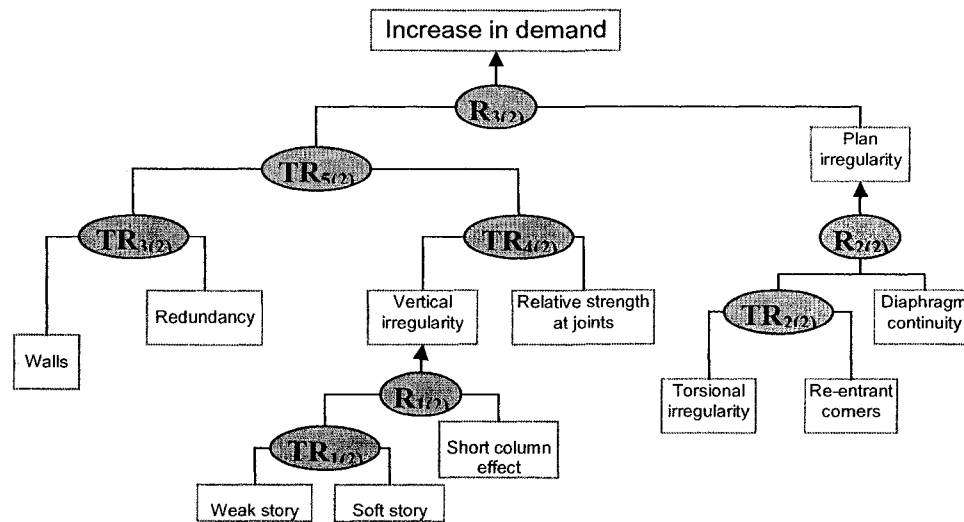 Increase in demand
R3(2)
Plan
irregularity
TR5(2)
TR3(2)
TR4(2)
R2(2)
Redundancy
Vertical
irregularity
Relative strength
at joints
Diaphragm
continuity
TR2(2)
Walls
R1(2)
Torsional
irregularity
Re-entrant
corners
Short column
effect
TR1(2)
Weak story
Soft story